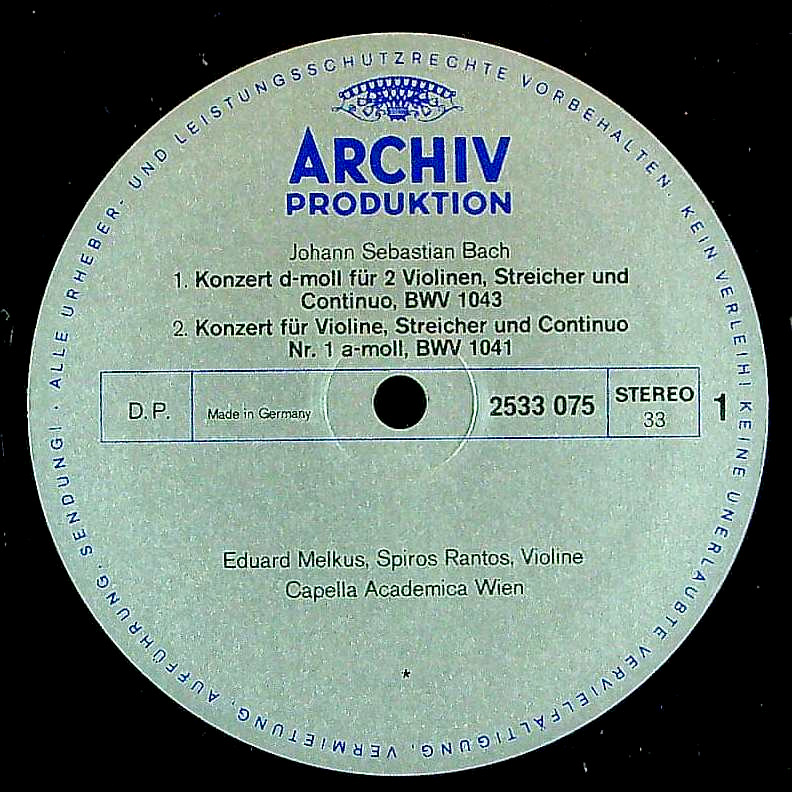 ALLE URHEBER- UND LEISTUNGSSCHUTZRECHTE VORBEHALTEN. KEIN VERLEIH! KEINE UNERLAUBTE VERVIELFÄLTIGUNG, VERMIETUNG, AUFFÜHRUNG, SENDUNG! ·
ARCHIV
PRODUKTION
Johann Sebastian Bach
1. Konzert d-moll für 2 Violinen, Streicher und
Continuo, BWV 1043
2. Konzert für Violine, Streicher und Continuo
Nr. 1 a-moll, BWV 1041
D.P. Made in Germany 2533 075 STEREO 1
33
Eduard Melkus, Spiros Rantos, Violine
Capella Academica Wien
*